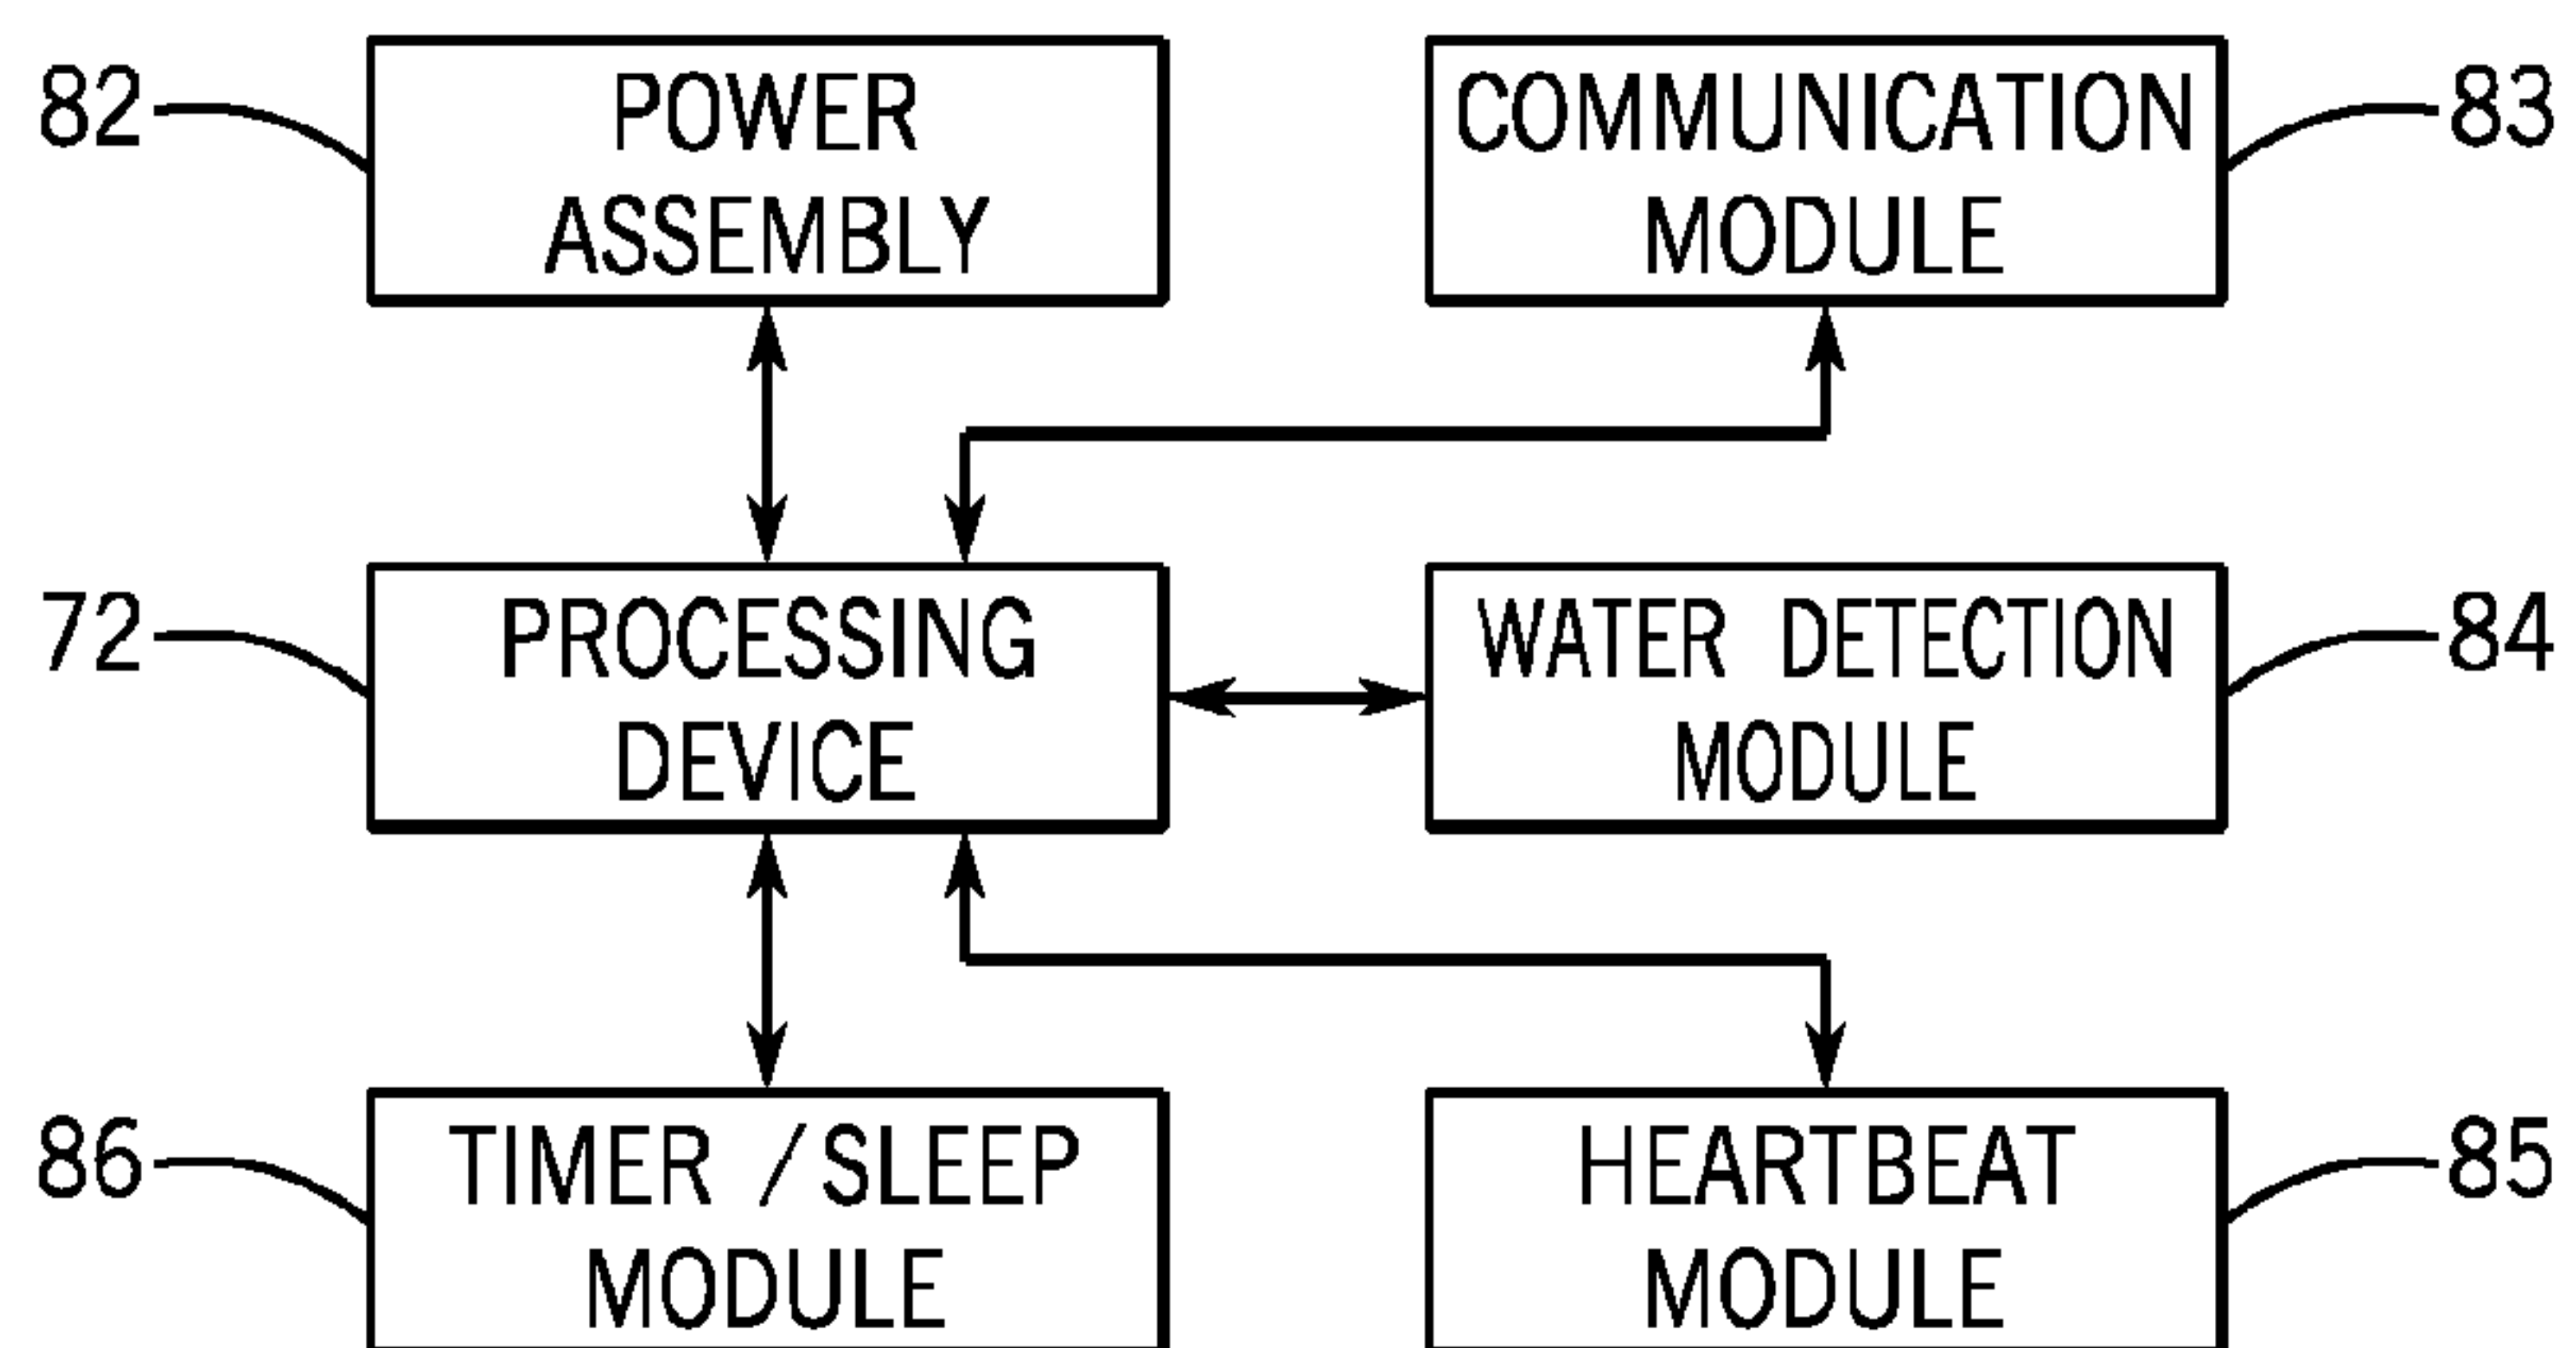 82
POWER
ASSEMBLY
COMMUNICATION
MODULE
83
72
PROCESSING
DEVICE
WATER DETECTION
MODULE
84
86
TIMER /SLEEP
MODULE
HEARTBEAT
MODULE
85